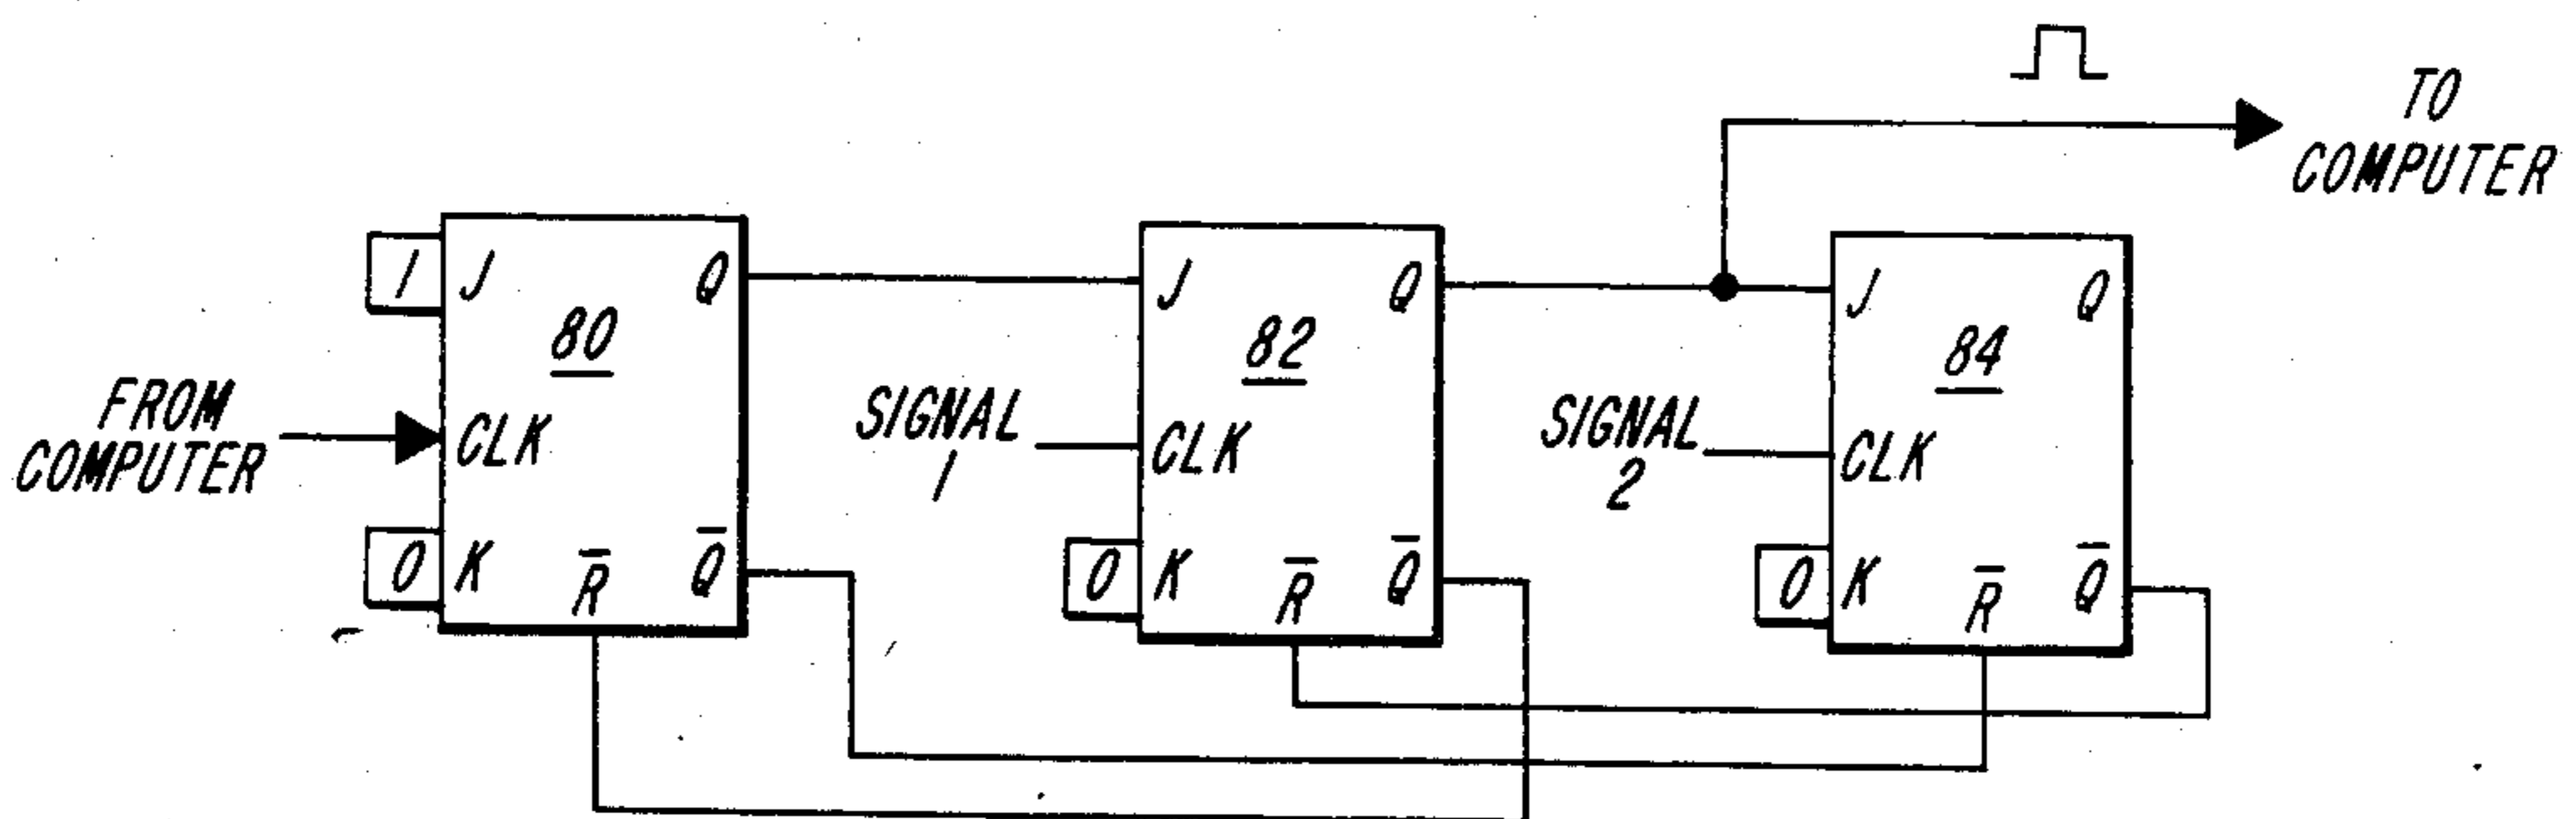 TO
COMPUTER
FROM
COMPUTER
1
J
Q
80
CLK
0
K
R̅
Q̅
SIGNAL
1
J
Q
82
CLK
0
K
R̅
Q̅
SIGNAL
2
J
Q
84
CLK
0
K
R̅
Q̅